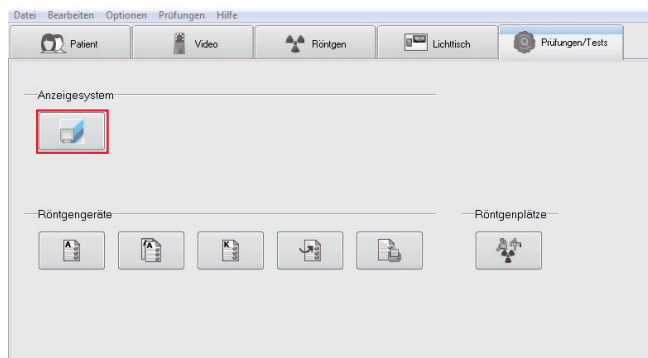 Datei Bearbeiten Optionen Prüfungen Hilfe
Patient Video Röntgen Lichttisch Q Prüfungen/Tests
Anzeigesystem
Röntgengeräte Röntgenplätze
A A K